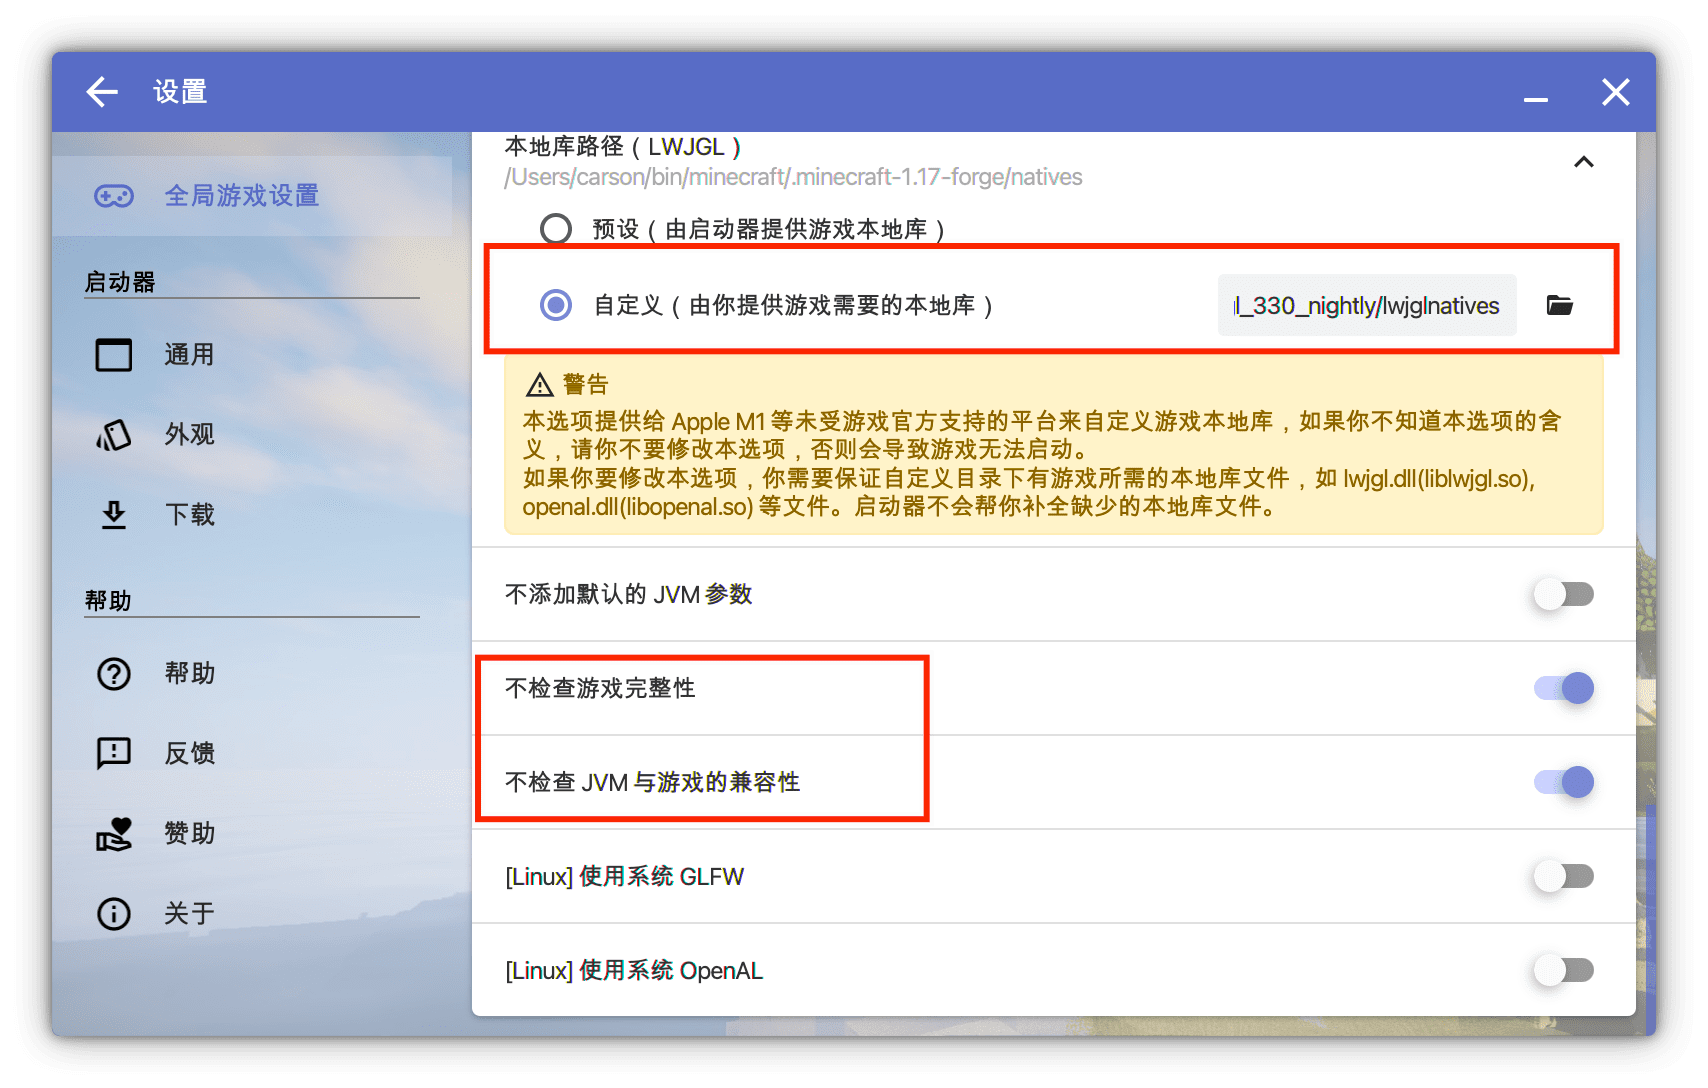 设置
全局游戏设置
启动器
通用
外观
下载
帮助
帮助
反馈
赞助
关于
本地库路径（LWJGL）
/Users/carson/bin/minecraft/.minecraft-1.17-forge/natives
预设（由启动器提供游戏本地库）
自定义（由你提供游戏需要的本地库）
l_330_nightly/lwjglnatives
警告
本选项提供给 Apple M1 等未受游戏官方支持的平台来自定义游戏本地库，如果你不知道本选项的含
义，请你不要修改本选项，否则会导致游戏无法启动。
如果你要修改本选项，你需要保证自定义目录下有游戏所需的本地库文件，如 lwjgl.dll(liblwjgl.so),
openal.dll(libopenal.so) 等文件。启动器不会帮你补全缺少的本地库文件。
不添加默认的 JVM 参数
不检查游戏完整性
不检查 JVM 与游戏的兼容性
[Linux] 使用系统 GLFW
[Linux] 使用系统 OpenAL